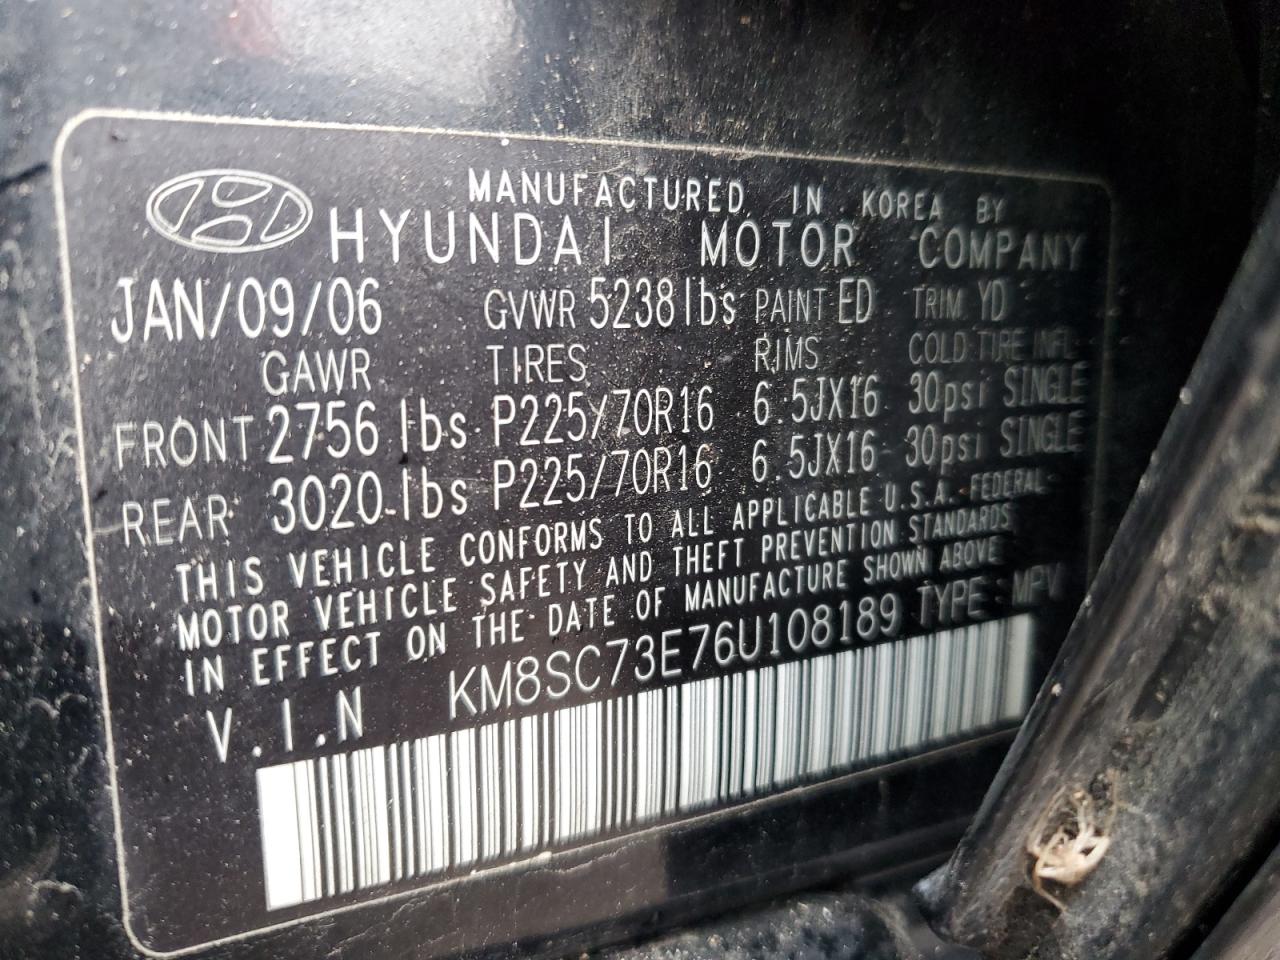 MANUFACTURED IN KOREA BY
HYUNDAI MOTOR COMPANY
JAN/09/06 GVWR 5238 lbs PAINT ED TRIM YD
GAWR TIRES RIMS COLD TIRE INFL
FRONT 2756 lbs P225/70R16 6.5JX16 30psi SINGLE
REAR 3020 lbs P225/70R16 6.5JX16 30psi SINGLE
THIS VEHICLE CONFORMS TO ALL APPLICABLE U.S.A. FEDERAL
MOTOR VEHICLE SAFETY AND THEFT PREVENTION STANDARDS
IN EFFECT ON THE DATE OF MANUFACTURE SHOWN ABOVE
V.I.N KM8SC73E76U108189 TYPE : MPV